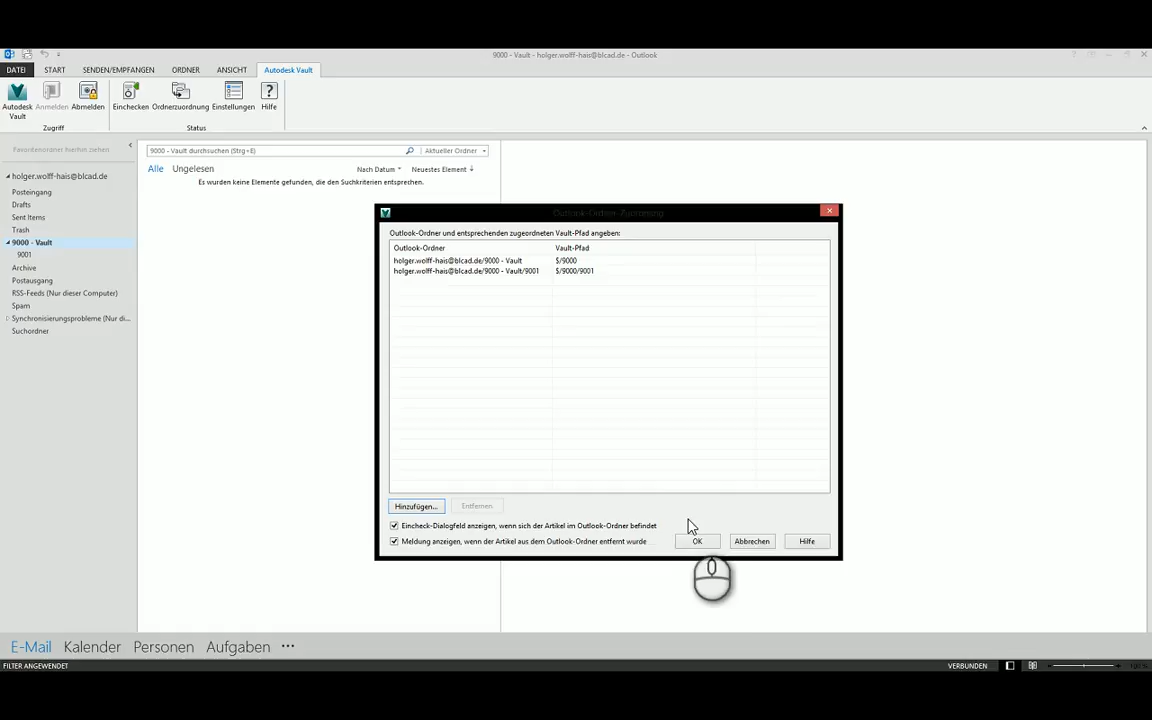 9000 - Vault - holger.wolff-hais@blcad.de - Outlook
DATEI START SENDEN/EMPFANGEN ORDNER ANSICHT Autodesk Vault
Autodesk Vault Anmelden Abmelden Einchecken Ordnerzuordnung Einstellungen Hilfe
Zugriff Status
Favoritenordner hierhin ziehen
9000 - Vault durchsuchen (Strg+E) Aktueller Ordner
Alle Ungelesen Nach Datum Neuestes Element
Es wurden keine Elemente gefunden, die den Suchkriterien entsprechen.
holger.wolff-hais@blcad.de
Posteingang
Drafts
Sent Items
Trash
9000 - Vault
9001
Archive
Postausgang
RSS-Feeds (Nur dieser Computer)
Spam
Synchronisierungsprobleme (Nur di...
Suchordner
Outlook-Ordner-Zuordnung
Outlook-Ordner und entsprechenden zugeordneten Vault-Pfad angeben:
Outlook-Ordner Vault-Pfad
holger.wolff-hais@blcad.de/9000 - Vault $/9000
holger.wolff-hais@blcad.de/9000 - Vault/9001 $/9000/9001
Hinzufügen... Entfernen
Eincheck-Dialogfeld anzeigen, wenn sich der Artikel im Outlook-Ordner befindet
Meldung anzeigen, wenn der Artikel aus dem Outlook-Ordner entfernt wurde
OK Abbrechen Hilfe
E-Mail Kalender Personen Aufgaben ...
FILTER ANGEWENDET VERBUNDEN